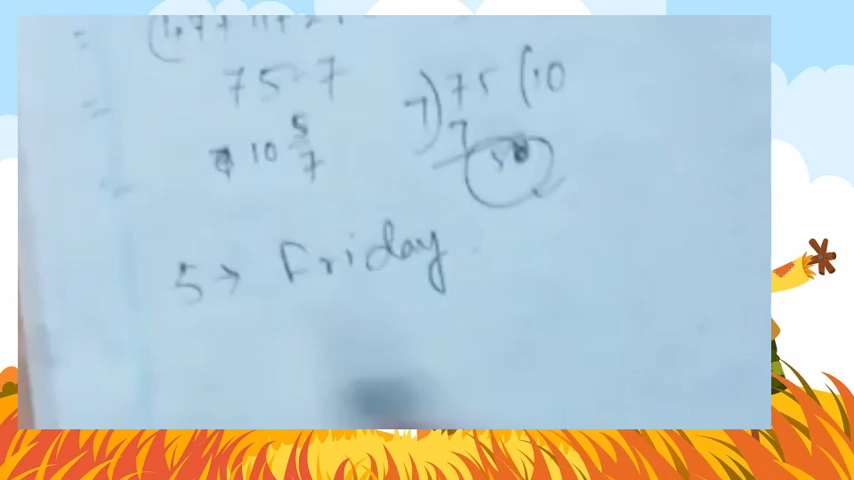 =
75 ÷ 7
=
10 5/7
7) 75 (10
7
5
=
5 → Friday